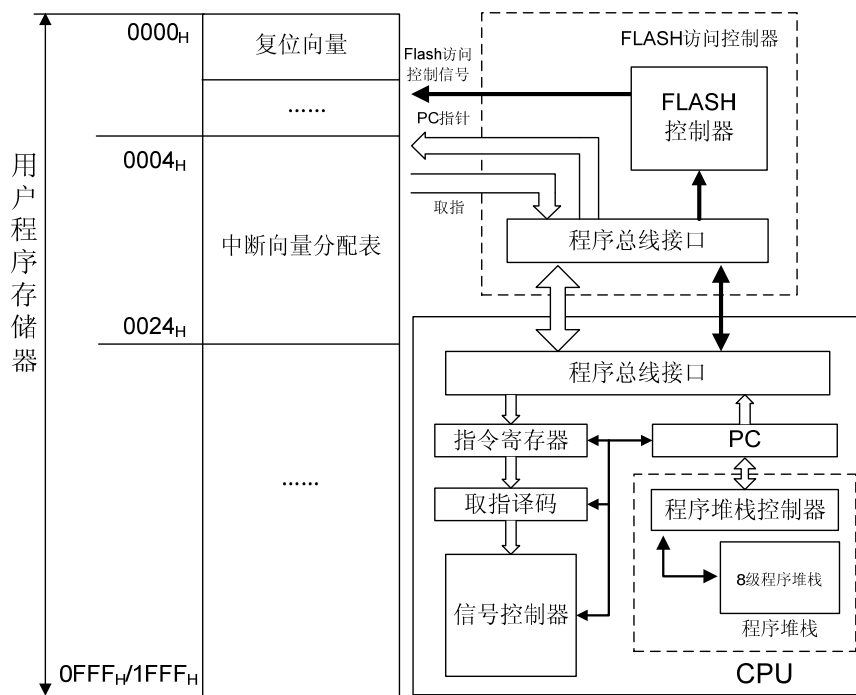 用户程序存储器
0000H
复位向量
......
0004H
中断向量分配表
0024H
......
0FFFH/1FFFH
FLASH访问控制器
Flash访问
控制信号
FLASH
控制器
PC指针
取指
程序总线接口
程序总线接口
指令寄存器
PC
取指译码
程序堆栈控制器
信号控制器
8级程序堆栈
程序堆栈
CPU